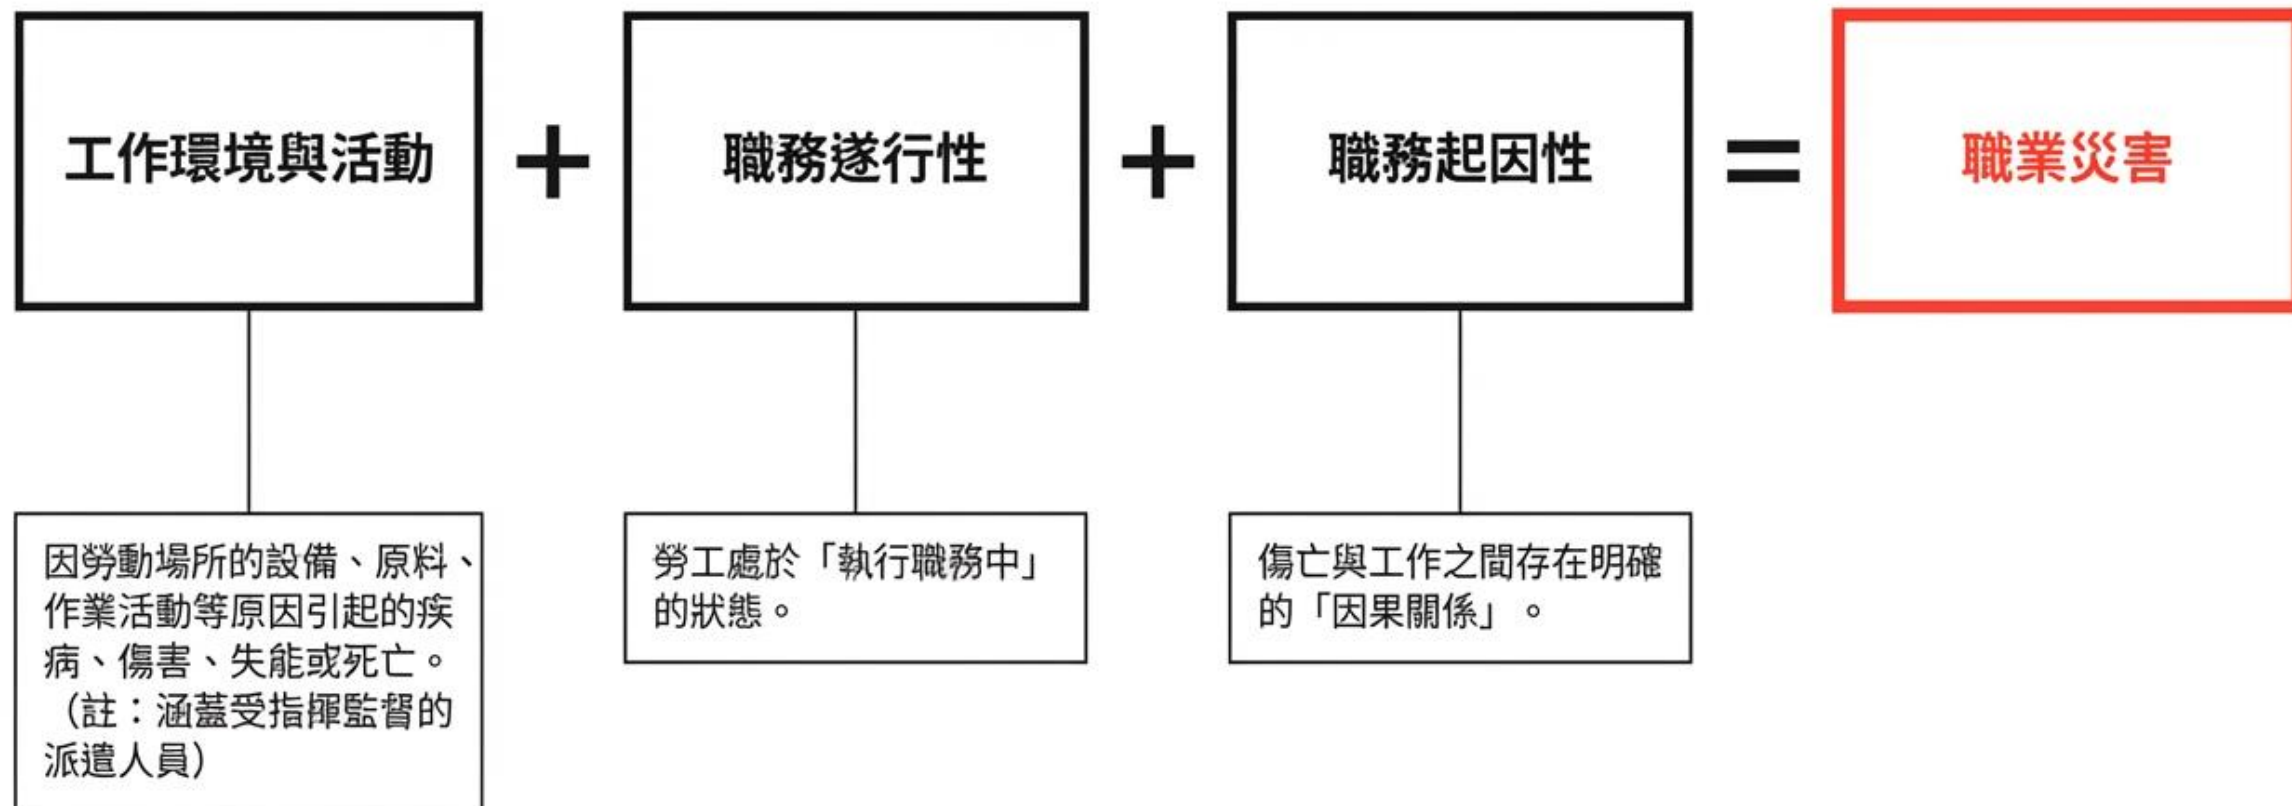 工作環境與活動
+
職務遂行性
+
職務起因性
=
職業災害
因勞動場所的設備、原料、
作業活動等原因引起的疾
病、傷害、失能或死亡。
（註：涵蓋受指揮監督的
派遣人員）
勞工處於「執行職務中」
的狀態。
傷亡與工作之間存在明確
的「因果關係」。